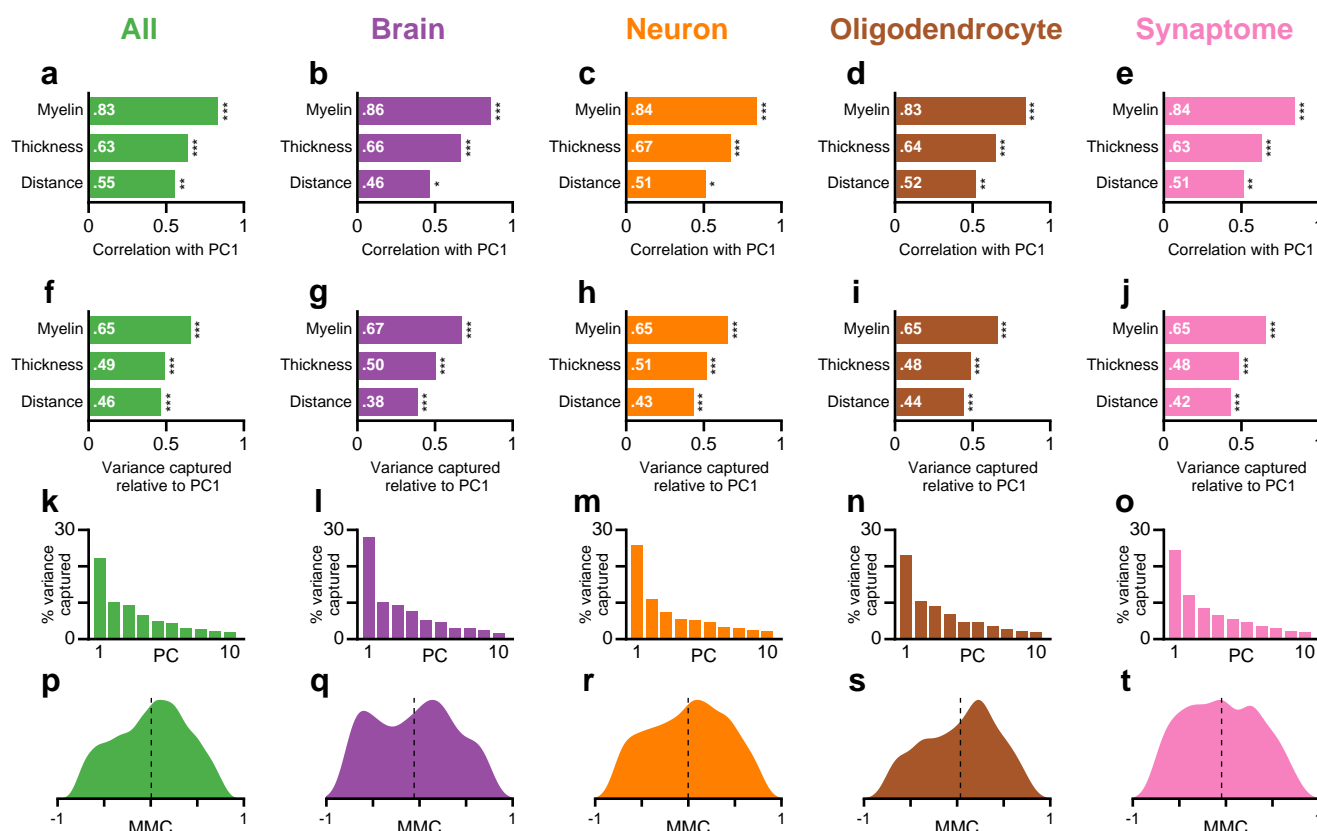 All Brain Neuron Oligodendrocyte Synaptome
a b c d e
Myelin .83 *** .86 *** Myelin .84 *** Myelin .83 *** Myelin .84 ***
Thickness .63 *** .66 *** Thickness .67 *** Thickness .64 *** Thickness .63 ***
Distance .55 ** .46 * Distance .51 * Distance .52 ** Distance .51 **
0 0.5 1 0 0.5 1 0 0.5 1 0 0.5 1 0 0.5 1
Correlation with PC1 Correlation with PC1 Correlation with PC1 Correlation with PC1 Correlation with PC1
f g h i j
Myelin .65 *** Myelin .67 *** Myelin .65 *** Myelin .65 *** Myelin .65 ***
Thickness .49 *** Thickness .50 *** Thickness .51 *** Thickness .48 *** Thickness .48 ***
Distance .46 *** Distance .38 *** Distance .43 *** Distance .44 *** Distance .42 ***
0 0.5 1 0 0.5 1 0 0.5 1 0 0.5 1 0 0.5 1
Variance captured Variance captured Variance captured Variance captured Variance captured
relative to PC1 relative to PC1 relative to PC1 relative to PC1 relative to PC1
k l m n o
30 30 30 30 30
% variance % variance % variance % variance % variance
captured captured captured captured captured
0 0 0 0 0
1 PC 10 1 PC 10 1 PC 10 1 PC 10 1 PC 10
p q r s t
-1 1 -1 1 -1 1 -1 1 -1 1
MMC MMC MMC MMC MMC